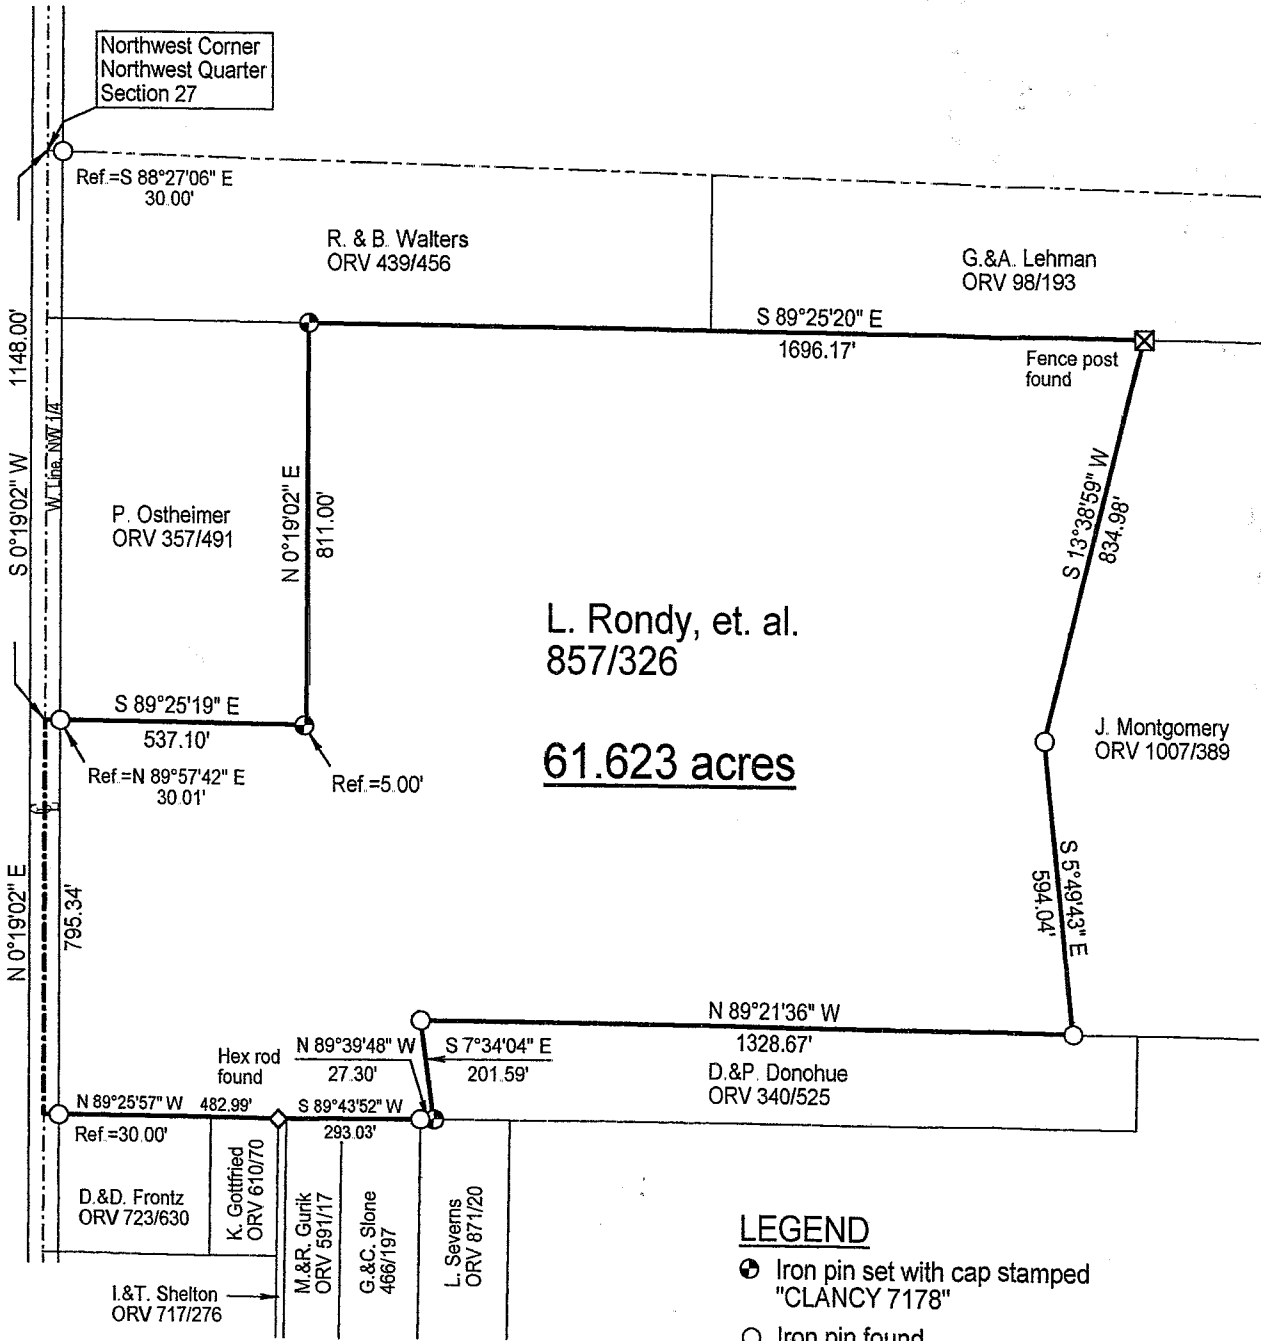 Northwest Corner
Northwest Quarter
Section 27
Ref.=S 88°27'06" E
30.00'
R. & B. Walters
ORV 439/456
G.&A. Lehman
ORV 98/193
S 89°25'20" E
1696.17'
Fence post
found
S 0°19'02" W 1148.00'
W. Line, NW 1/4
P. Ostheimer
ORV 357/491
N 0°19'02" E
811.00'
S 13°38'59" W
834.98'
L. Rondy, et. al.
857/326
61.623 acres
S 89°25'19" E
537.10'
Ref.=N 89°57'42" E
30.01'
Ref.=5.00'
J. Montgomery
ORV 1007/389
N 0°19'02" E
795.34'
S 5°49'43" E
594.04'
N 89°21'36" W
1328.67'
D.&P. Donohue
ORV 340/525
Hex rod
found
N 89°39'48" W
27.30'
S 7°34'04" E
201.59'
N 89°25'57" W 482.99'
S 89°43'52" W
293.03'
Ref.=30.00'
D.&D. Frontz
ORV 723/630
K. Gottfried
ORV 610/70
M.&R. Gurik
ORV 591/17
G.&C. Slone
466/197
L. Severns
ORV 871/20
I.&T. Shelton
ORV 717/276
LEGEND
Iron pin set with cap stamped
"CLANCY 7178"
Iron pin found